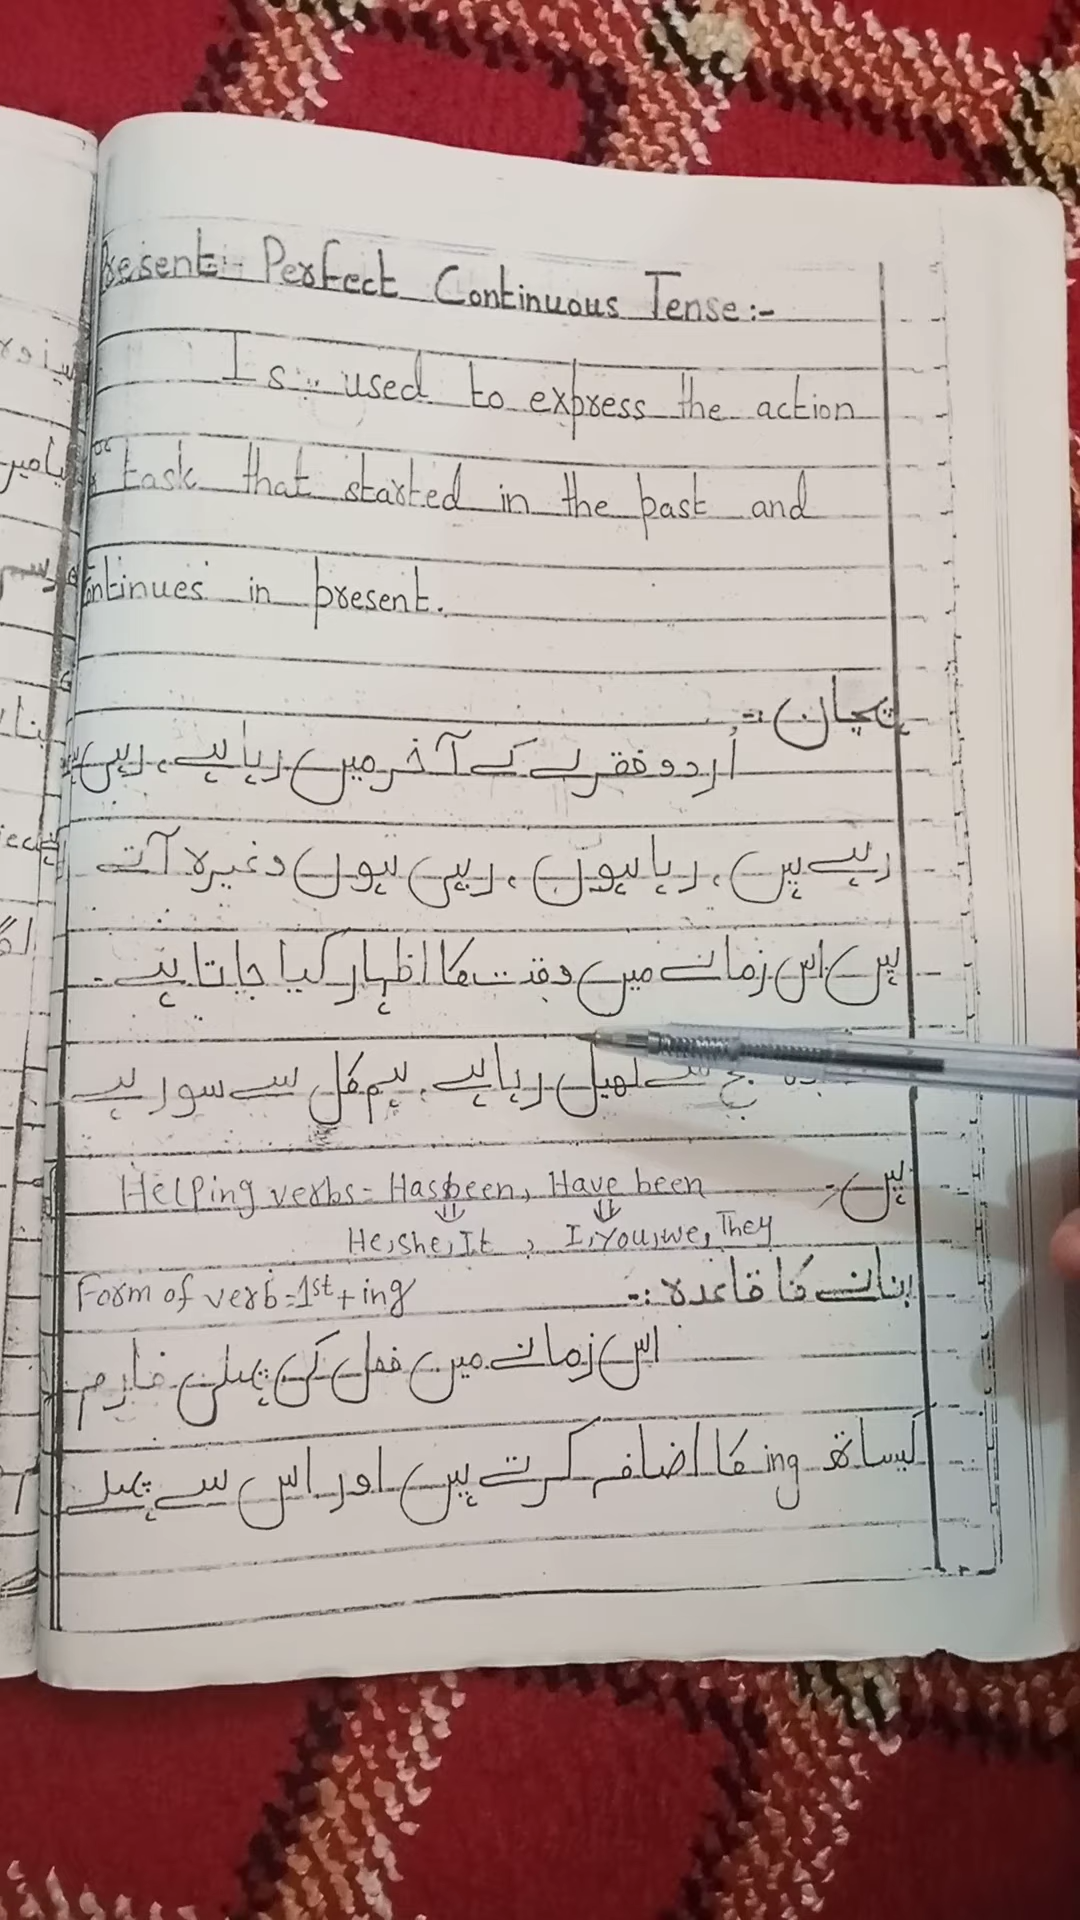 Present:- Perfect Continuous Tense:-
Is used to express the action
or task that started in the past and
continues in present.
پہچان :-
اُردو فقرے کے آخر میں رہا ہے، رہی
رہے ہیں، رہا ہوں، رہی ہوں وغیرہ آتے
ہیں اس زمانے میں وقت کا اظہار کیا جاتا ہے۔
سے کھیل رہا ہے، ہم کل سے سو رہے
ہیں۔
Helping verbs = Has been, Have been
He, she, It , I, You, we, They
بنانے کا قاعدہ :-
Form of verb = 1st + ing
اس زمانے میں فعل کی پہلی فارم
کیساتھ ing کا اضافہ کرتے ہیں اور اس سے پہلے